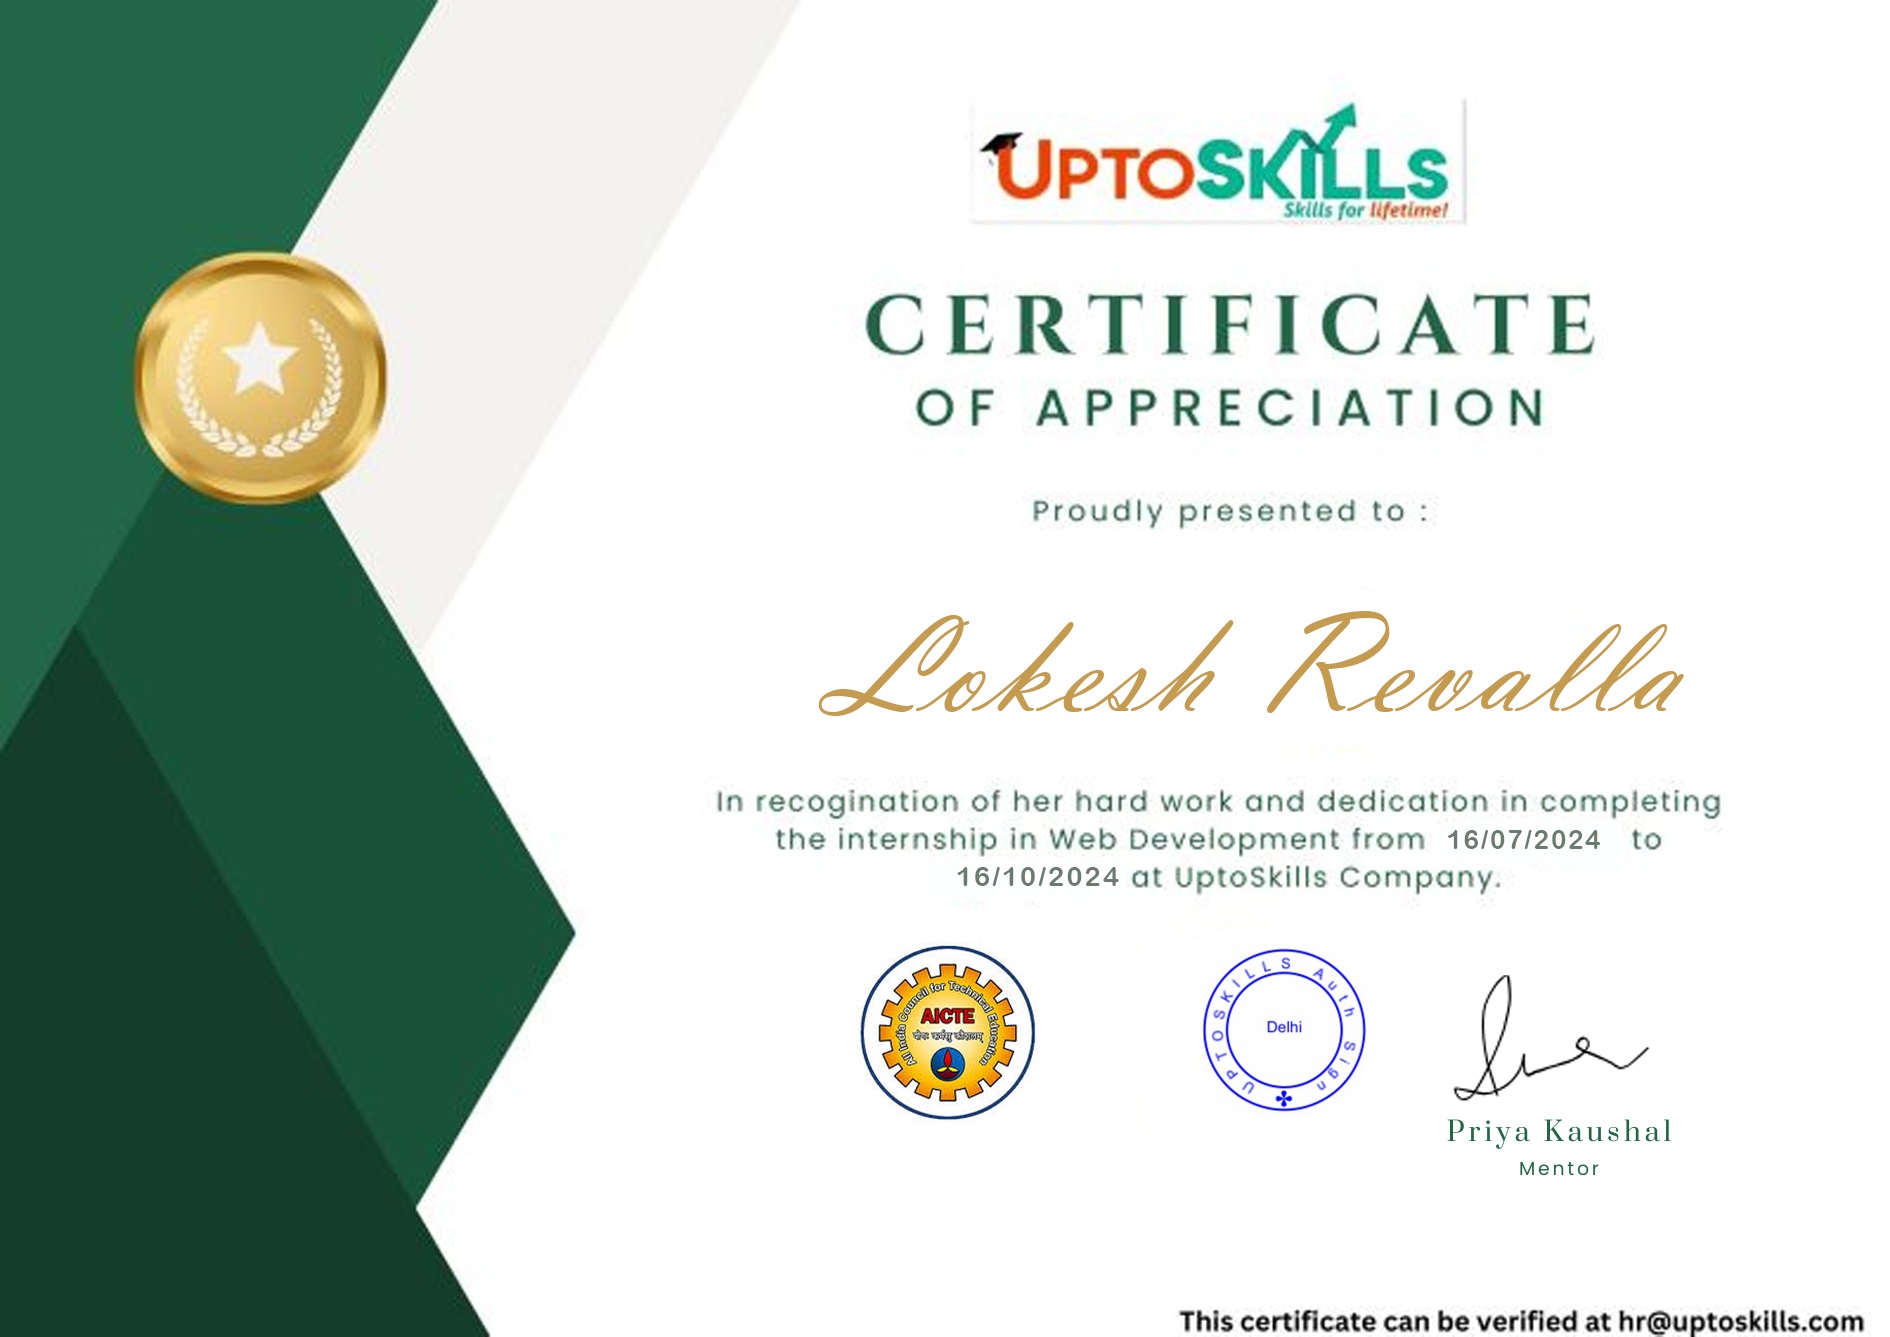 UPTOSKILLS
Skills for lifetime!
CERTIFICATE
OF APPRECIATION
Proudly presented to :
Lokesh Revalla
In recogination of her hard work and dedication in completing
the internship in Web Development from 16/07/2024 to
16/10/2024 at UptoSkills Company.
All India Council for Technical Education
AICTE
योगः कर्मसु कौशलम्
UPTOSKILLS Auth Sign
Delhi
Priya Kaushal
Mentor
This certificate can be verified at hr@uptoskills.com